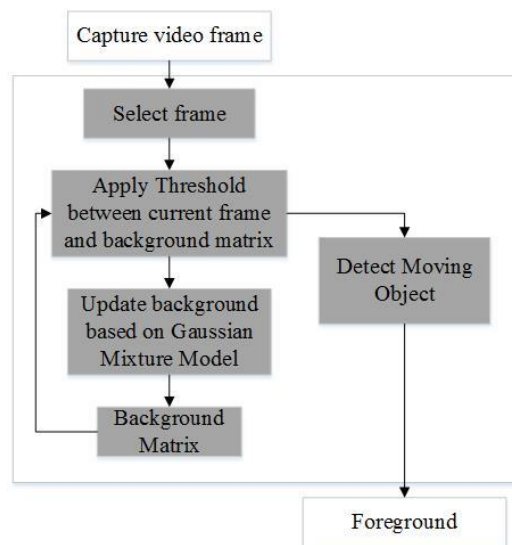 Capture video frame
Select frame
Apply Threshold
between current frame
and background matrix
Detect Moving
Object
Update background
based on Gaussian
Mixture Model
Background
Matrix
Foreground